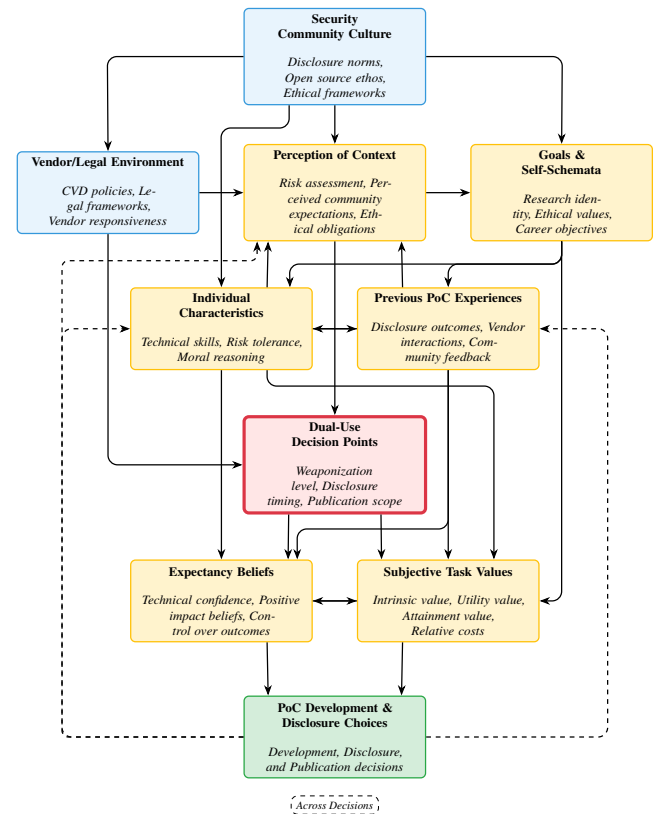 Security
Community Culture
Disclosure norms,
Open source ethos,
Ethical frameworks
Vendor/Legal Environment
CVD policies, Le-
gal frameworks,
Vendor responsiveness
Perception of Context
Risk assessment, Per-
ceived community
expectations, Eth-
ical obligations
Goals &
Self-Schemata
Research iden-
tity, Ethical values,
Career objectives
Individual
Characteristics
Technical skills, Risk tolerance,
Moral reasoning
Previous PoC Experiences
Disclosure outcomes, Vendor
interactions, Com-
munity feedback
Dual-Use
Decision Points
Weaponization
level, Disclosure
timing, Publication scope
Expectancy Beliefs
Technical confidence, Positive
impact beliefs, Con-
trol over outcomes
Subjective Task Values
Intrinsic value, Utility value,
Attainment value,
Relative costs
PoC Development &
Disclosure Choices
Development, Disclosure,
and Publication decisions
Across Decisions